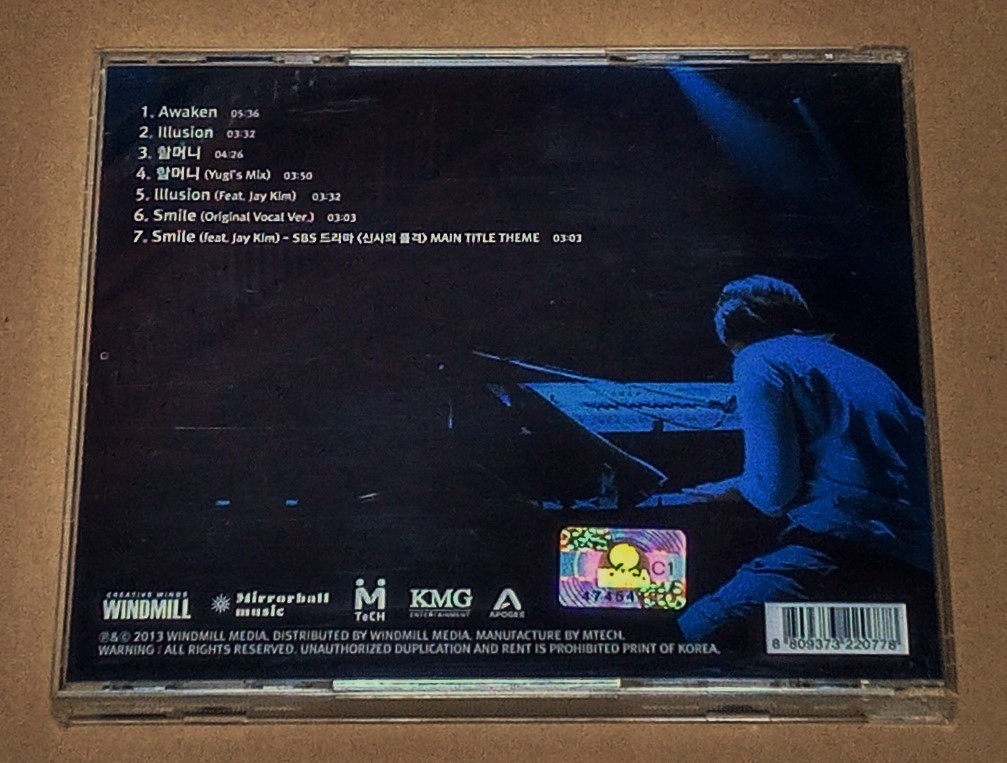 1. Awaken 05:36
2. Illusion 03:32
3. 할머니 04:26
4. 할머니 (Yugi's Mix) 03:50
5. Illusion (Feat. Jay Kim) 03:32
6. Smile (Original Vocal Ver.) 03:03
7. Smile (feat. Jay Kim) - SBS 드라마 <신사의 품격> MAIN TITLE THEME 03:03
CREATIVE MINDS
WINDMILL
Mirrorball
music
TeCH
KMG
ENTERTAINMENT
APOGEE
C1
℗&© 2013 WINDMILL MEDIA. DISTRIBUTED BY WINDMILL MEDIA. MANUFACTURE BY MTECH.
WARNING : ALL RIGHTS RESERVED. UNAUTHORIZED DUPLICATION AND RENT IS PROHIBITED PRINT OF KOREA.
8 809373 220778